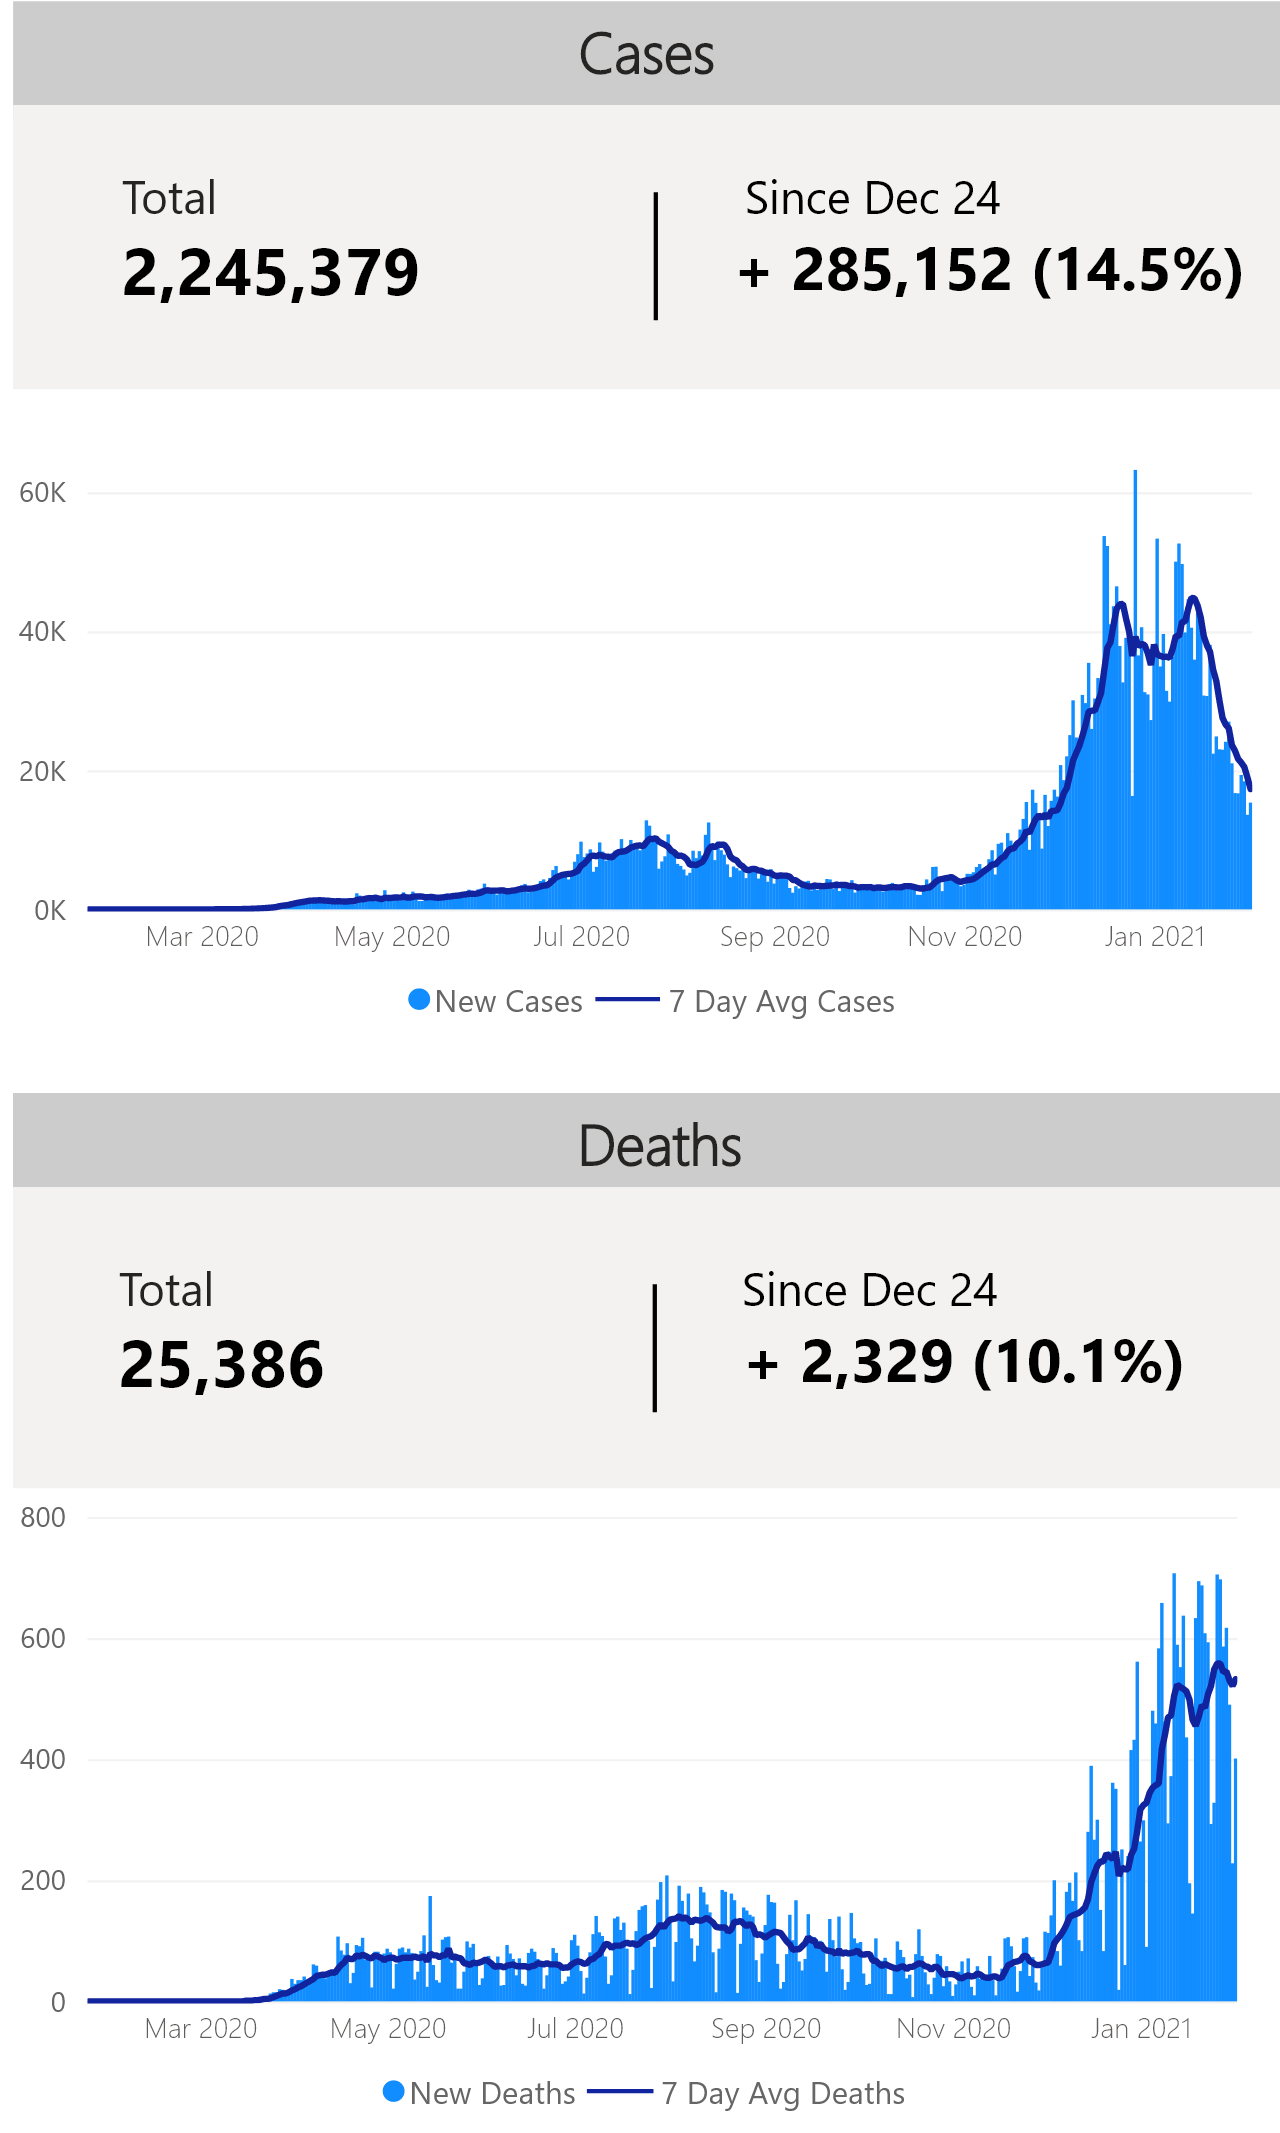 Cases
Total
Since Dec 24
2,245,379
+ 285,152 (14.5%)
60K
40K
20K
0K
Mar 2020 May 2020 Jul 2020 Sep 2020 Nov 2020 Jan 2021
New Cases 7 Day Avg Cases
Deaths
Total
Since Dec 24
25,386
+ 2,329 (10.1%)
800
600
400
200
0
Mar 2020 May 2020 Jul 2020 Sep 2020 Nov 2020 Jan 2021
New Deaths 7 Day Avg Deaths